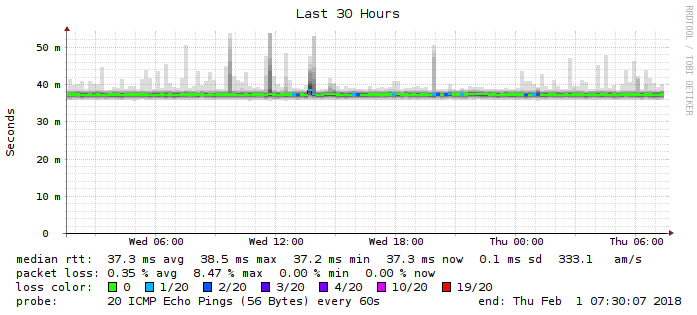 Last 30 Hours
RRDTOOL / TOBI OETIKER
Seconds
50 m
40 m
30 m
20 m
10 m
0
Wed 06:00 Wed 12:00 Wed 18:00 Thu 00:00 Thu 06:00
median rtt: 37.3 ms avg 38.5 ms max 37.2 ms min 37.3 ms now 0.1 ms sd 333.1 am/s
packet loss: 0.35 % avg 8.47 % max 0.00 % min 0.00 % now
loss color: 0 1/20 2/20 3/20 4/20 10/20 19/20
probe: 20 ICMP Echo Pings (56 Bytes) every 60s end: Thu Feb 1 07:30:07 2018